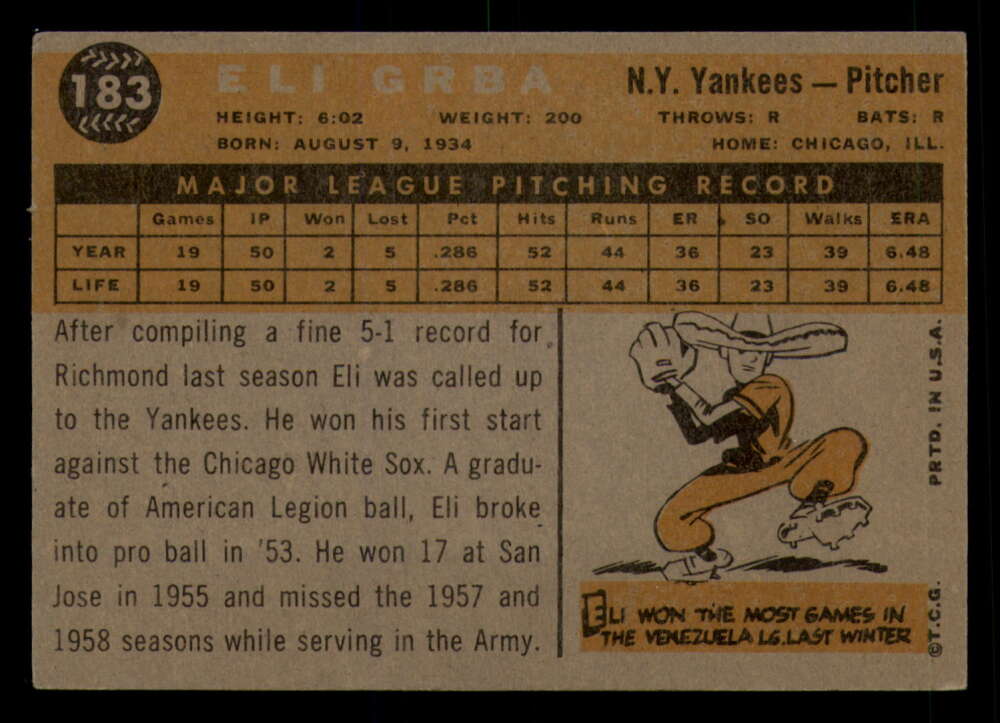 183
ELI GRBA
N.Y. Yankees — Pitcher
HEIGHT: 6:02 WEIGHT: 200 THROWS: R BATS: R
BORN: AUGUST 9, 1934 HOME: CHICAGO, ILL.
MAJOR LEAGUE PITCHING RECORD
Games IP Won Lost Pct Hits Runs ER SO Walks ERA
YEAR 19 50 2 5 .286 52 44 36 23 39 6.48
LIFE 19 50 2 5 .286 52 44 36 23 39 6.48
After compiling a fine 5-1 record for
Richmond last season Eli was called up
to the Yankees. He won his first start
against the Chicago White Sox. A gradu-
ate of American Legion ball, Eli broke
into pro ball in '53. He won 17 at San
Jose in 1955 and missed the 1957 and
1958 seasons while serving in the Army.
ELI WON THE MOST GAMES IN
THE VENEZUELA LG. LAST WINTER
©T.C.G. PRTD. IN U.S.A.